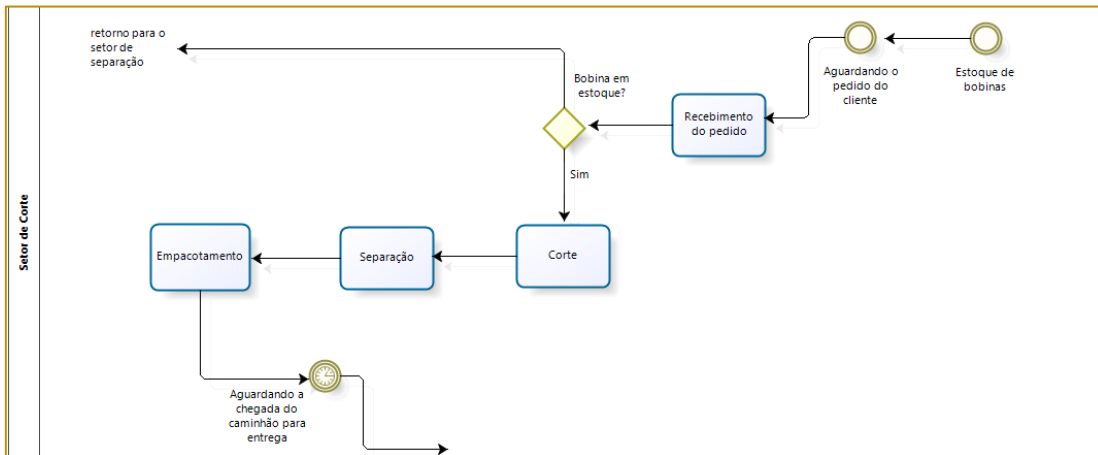 retorno para o
setor de
separação
Bobina em
estoque?
Aguardando o
pedido do
cliente
Estoque de
bobinas
Recebimento
do pedido
Sim
Setor de Corte
Empacotamento
Separação
Corte
Aguardando a
chegada do
caminhão para
entrega